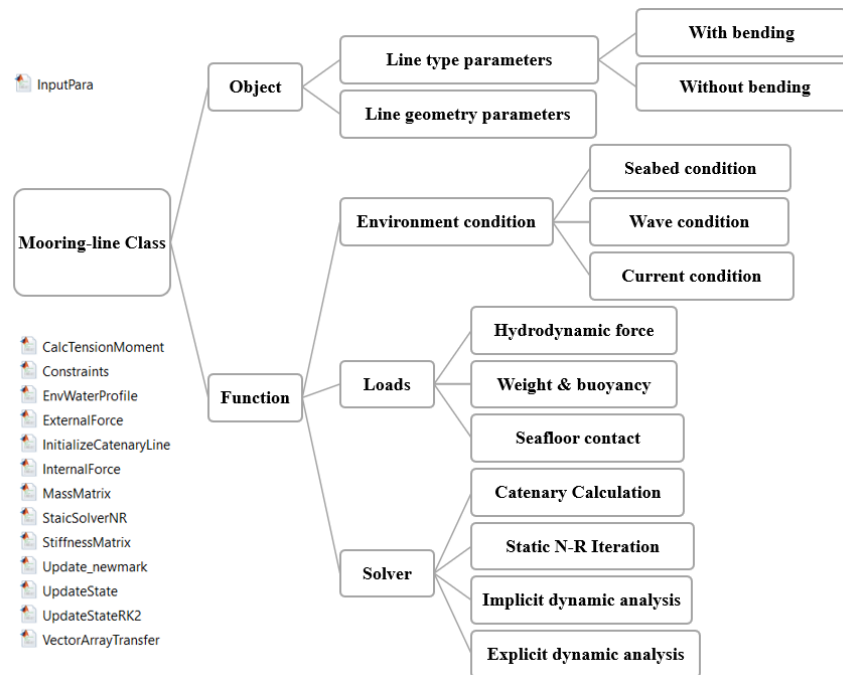 With bending
Line type parameters
InputPara
Object
Without bending
Line geometry parameters
Seabed condition
Mooring-line Class
Environment condition
Wave condition
Current condition
CalcTensionMoment
Constraints
EnvWaterProfile
ExternalForce
InitializeCatenaryLine
InternalForce
MassMatrix
StaicSolverNR
StiffnessMatrix
Update_newmark
UpdateState
UpdateStateRK2
VectorArrayTransfer
Function
Hydrodynamic force
Loads
Weight & buoyancy
Seafloor contact
Catenary Calculation
Static N-R Iteration
Solver
Implicit dynamic analysis
Explicit dynamic analysis